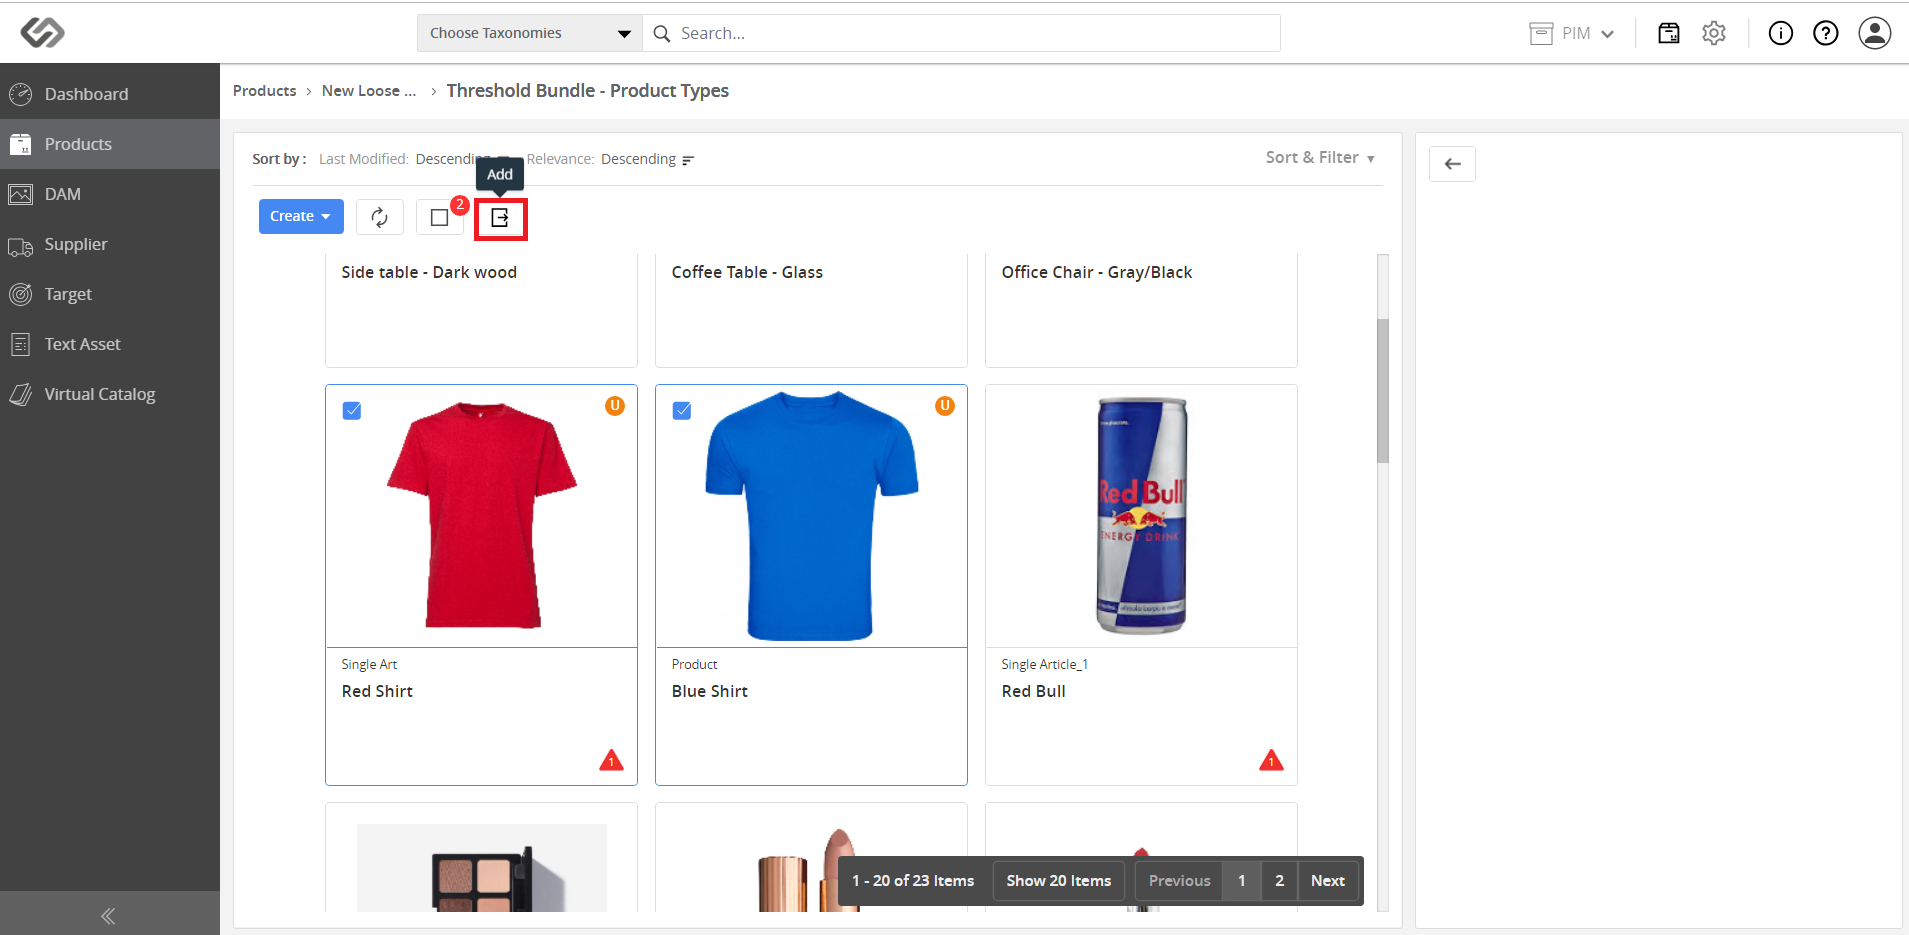 Choose Taxonomies
Search...
PIM
Dashboard
Products
DAM
Supplier
Target
Text Asset
Virtual Catalog
Products › New Loose ... › Threshold Bundle - Product Types
Sort by : Last Modified: Descending Relevance: Descending
Sort & Filter
Add
Create
2
Side table - Dark wood
Coffee Table - Glass
Office Chair - Gray/Black
U
U
Red Bull
ENERGY DRINK
Single Art
Red Shirt
1
Product
Blue Shirt
Single Article_1
Red Bull
1
1 - 20 of 23 Items
Show 20 Items
Previous 1 2 Next